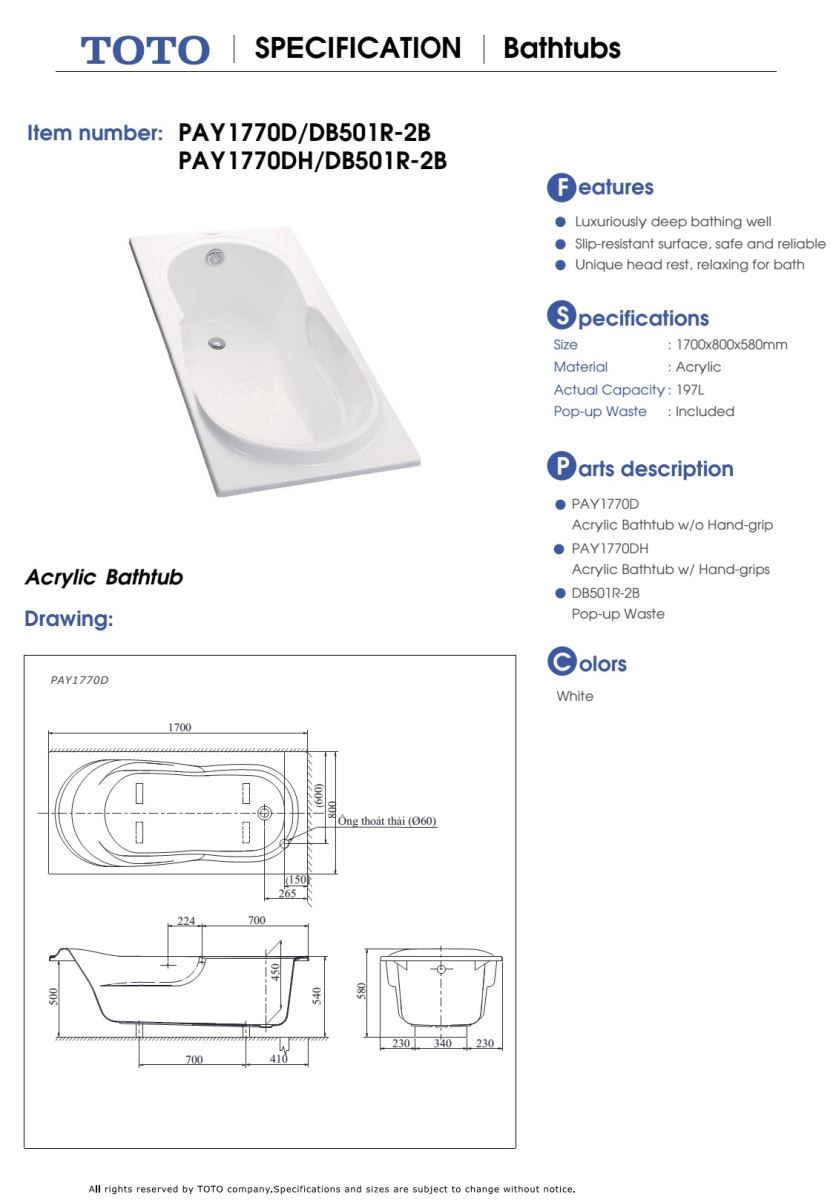 TOTO | SPECIFICATION | Bathtubs
Item number: PAY1770D/DB501R-2B
PAY1770DH/DB501R-2B
Features
Luxuriously deep bathing well
Slip-resistant surface, safe and reliable
Unique head rest, relaxing for bath
Specifications
Size : 1700x800x580mm
Material : Acrylic
Actual Capacity : 197L
Pop-up Waste : Included
Parts description
PAY1770D
Acrylic Bathtub w/o Hand-grip
PAY1770DH
Acrylic Bathtub w/ Hand-grips
DB501R-2B
Pop-up Waste
Colors
White
Acrylic Bathtub
Drawing:
PAY1770D
1700
(600)
800
Ống thoát thải (Ø60)
(150)
265
224
700
500
450
540
580
700
410
230
340
230
All rights reserved by TOTO company.Specifications and sizes are subject to change without notice.